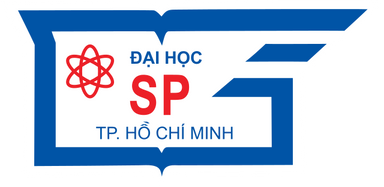 ĐẠI HỌC
SP
TP. HỒ CHÍ MINH